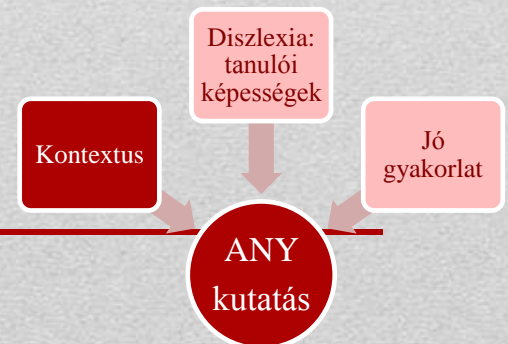 Diszlexia:
tanulói
képességek
Kontextus
Jó
gyakorlat
ANY
kutatás